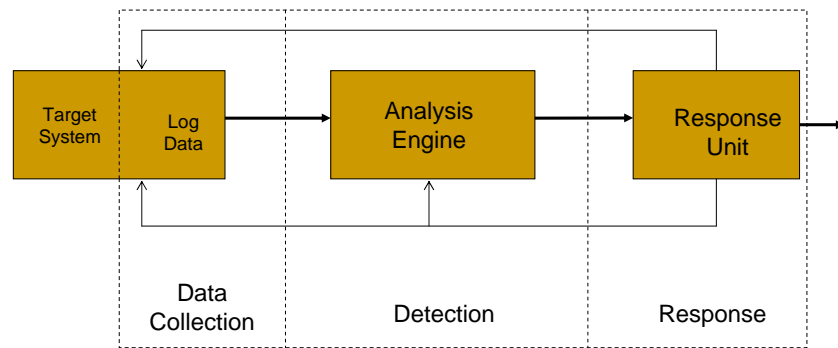 Target
System
Log
Data
Analysis
Engine
Response
Unit
Data
Collection
Detection
Response